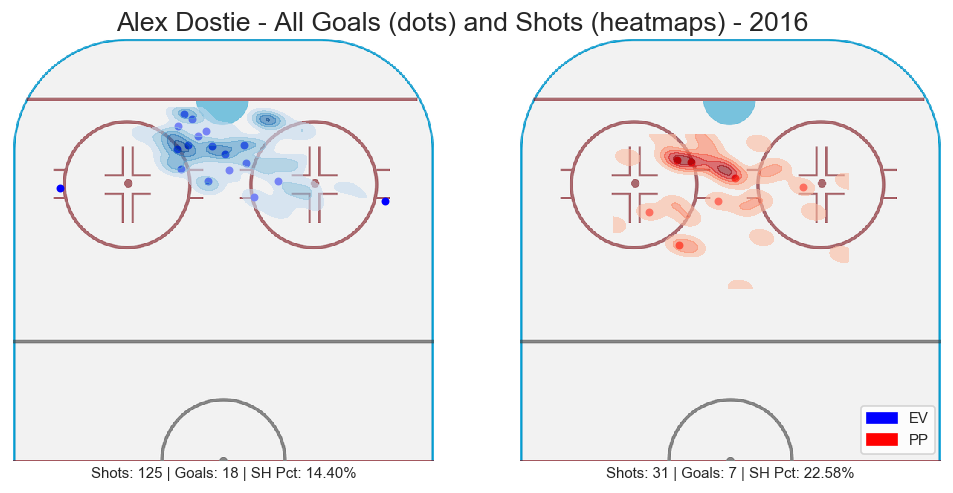 Alex Dostie - All Goals (dots) and Shots (heatmaps) - 2016
EV
PP
Shots: 125 | Goals: 18 | SH Pct: 14.40%
Shots: 31 | Goals: 7 | SH Pct: 22.58%